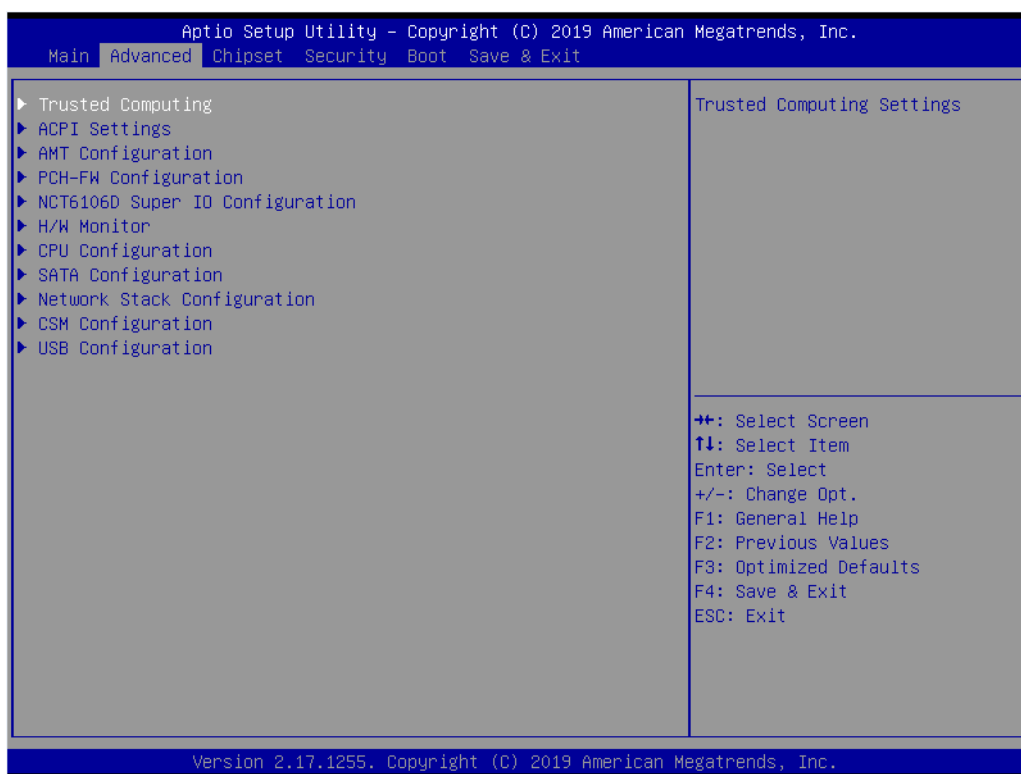 Aptio Setup Utility – Copyright (C) 2019 American Megatrends, Inc.
Main Advanced Chipset Security Boot Save & Exit
▶ Trusted Computing
▶ ACPI Settings
▶ AMT Configuration
▶ PCH-FW Configuration
▶ NCT6106D Super IO Configuration
▶ H/W Monitor
▶ CPU Configuration
▶ SATA Configuration
▶ Network Stack Configuration
▶ CSM Configuration
▶ USB Configuration
Trusted Computing Settings
→←: Select Screen
↑↓: Select Item
Enter: Select
+/-: Change Opt.
F1: General Help
F2: Previous Values
F3: Optimized Defaults
F4: Save & Exit
ESC: Exit
Version 2.17.1255. Copyright (C) 2019 American Megatrends, Inc.